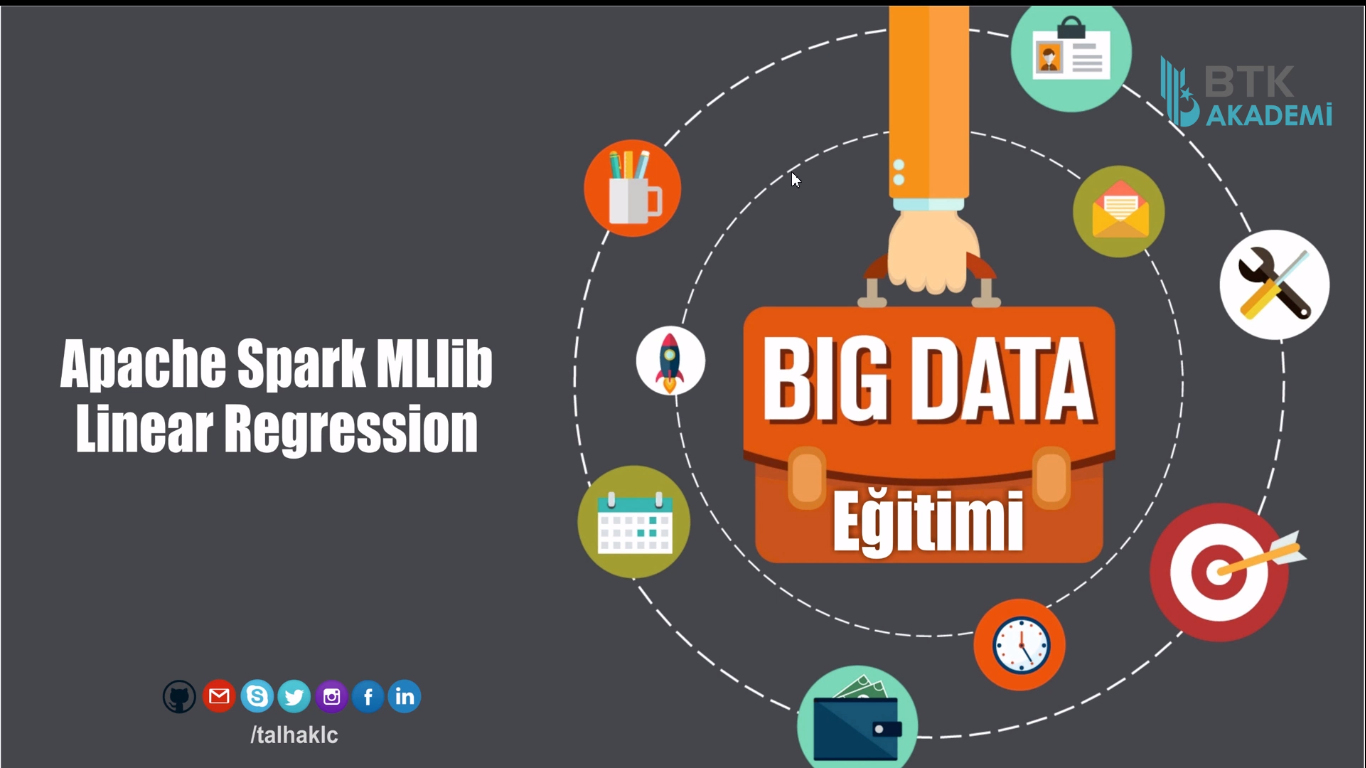 Apache Spark MLlib
Linear Regression
/talhaklc
BIG DATA
Eğitimi
BTK
AKADEMİ